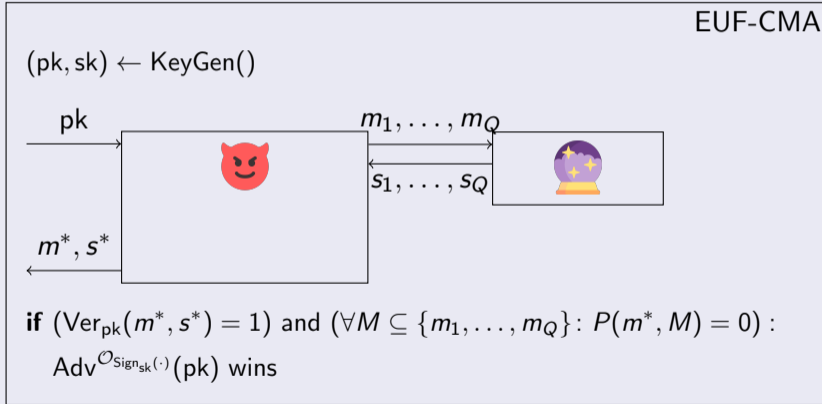 EUF-CMA
(pk, sk) ← KeyGen()
pk
m₁, . . . , m_Q
s₁, . . . , s_Q
m*, s*
if (Ver_pk(m*, s*) = 1) and (∀M ⊆ {m₁, . . . , m_Q}: P(m*, M) = 0) :
Adv^{𝒪_{Sign_sk(·)}}(pk) wins